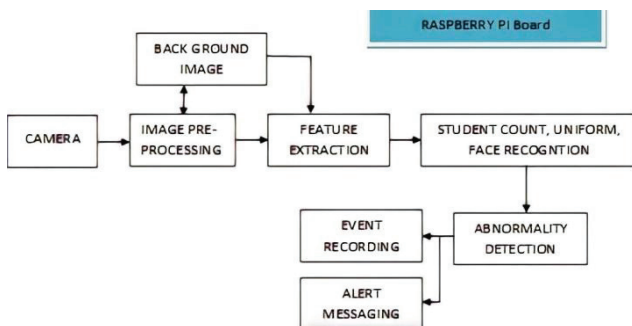 RASPBERRY PI Board
BACK GROUND
IMAGE
CAMERA
IMAGE PRE-
PROCESSING
FEATURE
EXTRACTION
STUDENT COUNT, UNIFORM,
FACE RECOGNTION
EVENT
RECORDING
ABNORMALITY
DETECTION
ALERT
MESSAGING